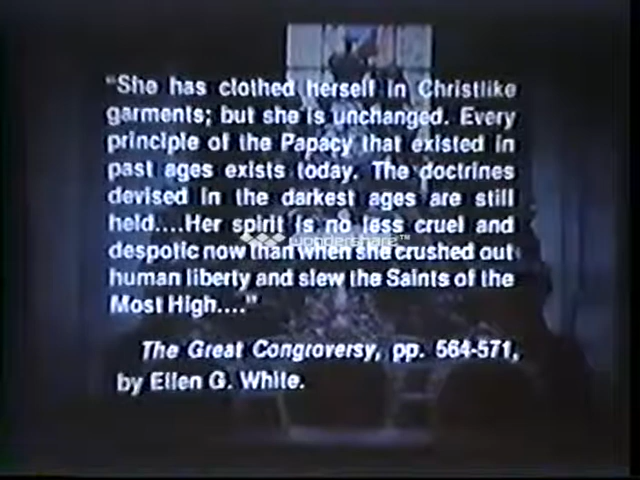 "She has clothed herself in Christlike
garments; but she is unchanged. Every
principle of the Papacy that existed in
past ages exists today. The doctrines
devised in the darkest ages are still
held....Her spirit is no less cruel and
wondershare™
despotic now than when she crushed out
human liberty and slew the Saints of the
Most High...."
The Great Congroversy, pp. 564-571,
by Ellen G. White.